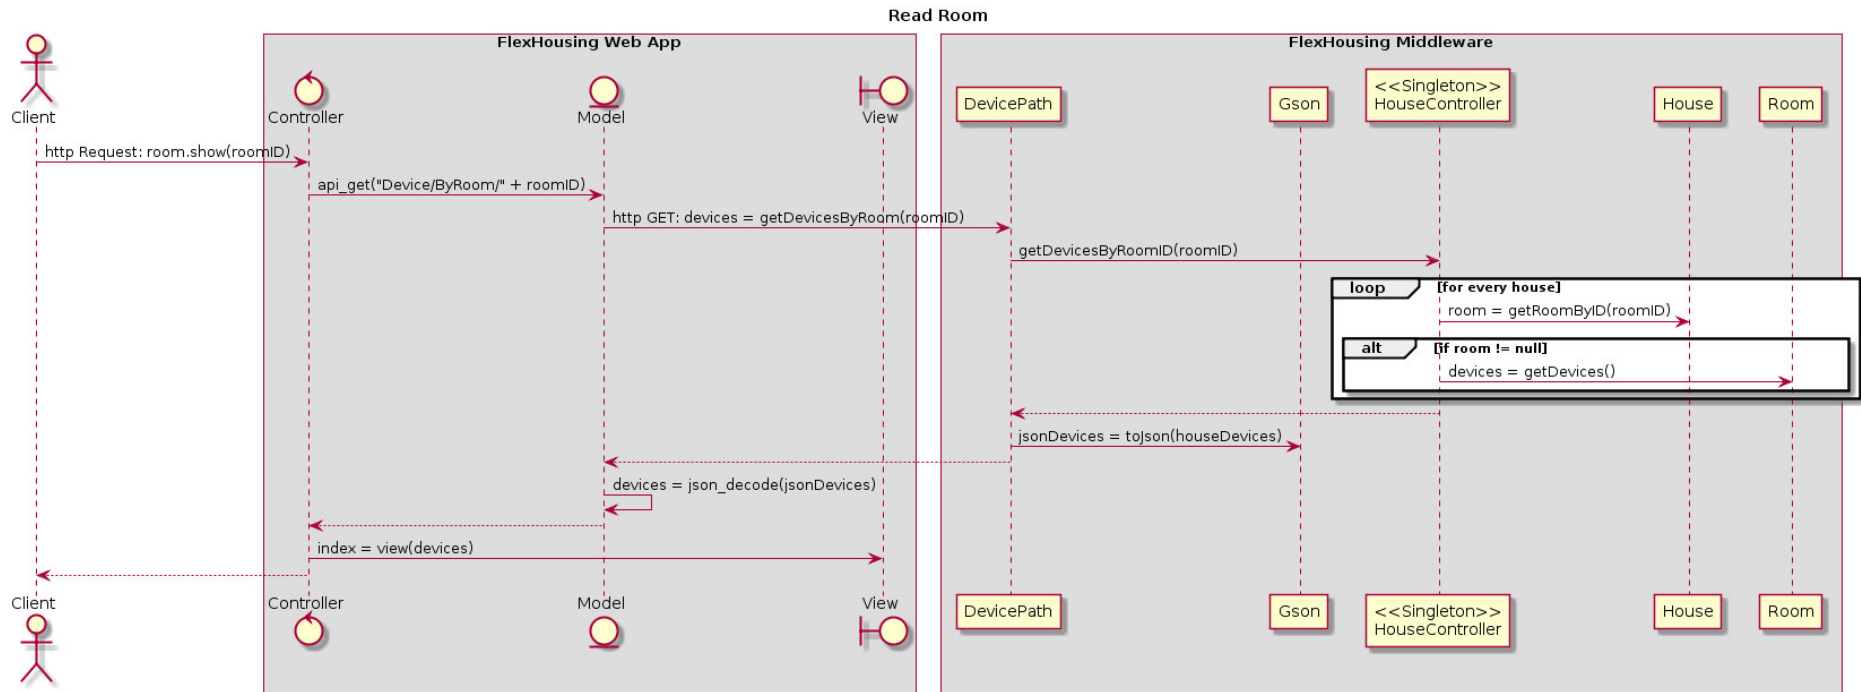 Read Room
FlexHousing Web App
FlexHousing Middleware
Client
Controller
Model
View
DevicePath
Gson
<<Singleton>>
HouseController
House
Room
http Request: room.show(roomID)
api_get("Device/ByRoom/" + roomID)
http GET: devices = getDevicesByRoom(roomID)
getDevicesByRoomID(roomID)
loop
[for every house]
room = getRoomByID(roomID)
alt
[if room != null]
devices = getDevices()
jsonDevices = toJson(houseDevices)
devices = json_decode(jsonDevices)
index = view(devices)
Client
Controller
Model
View
DevicePath
Gson
<<Singleton>>
HouseController
House
Room